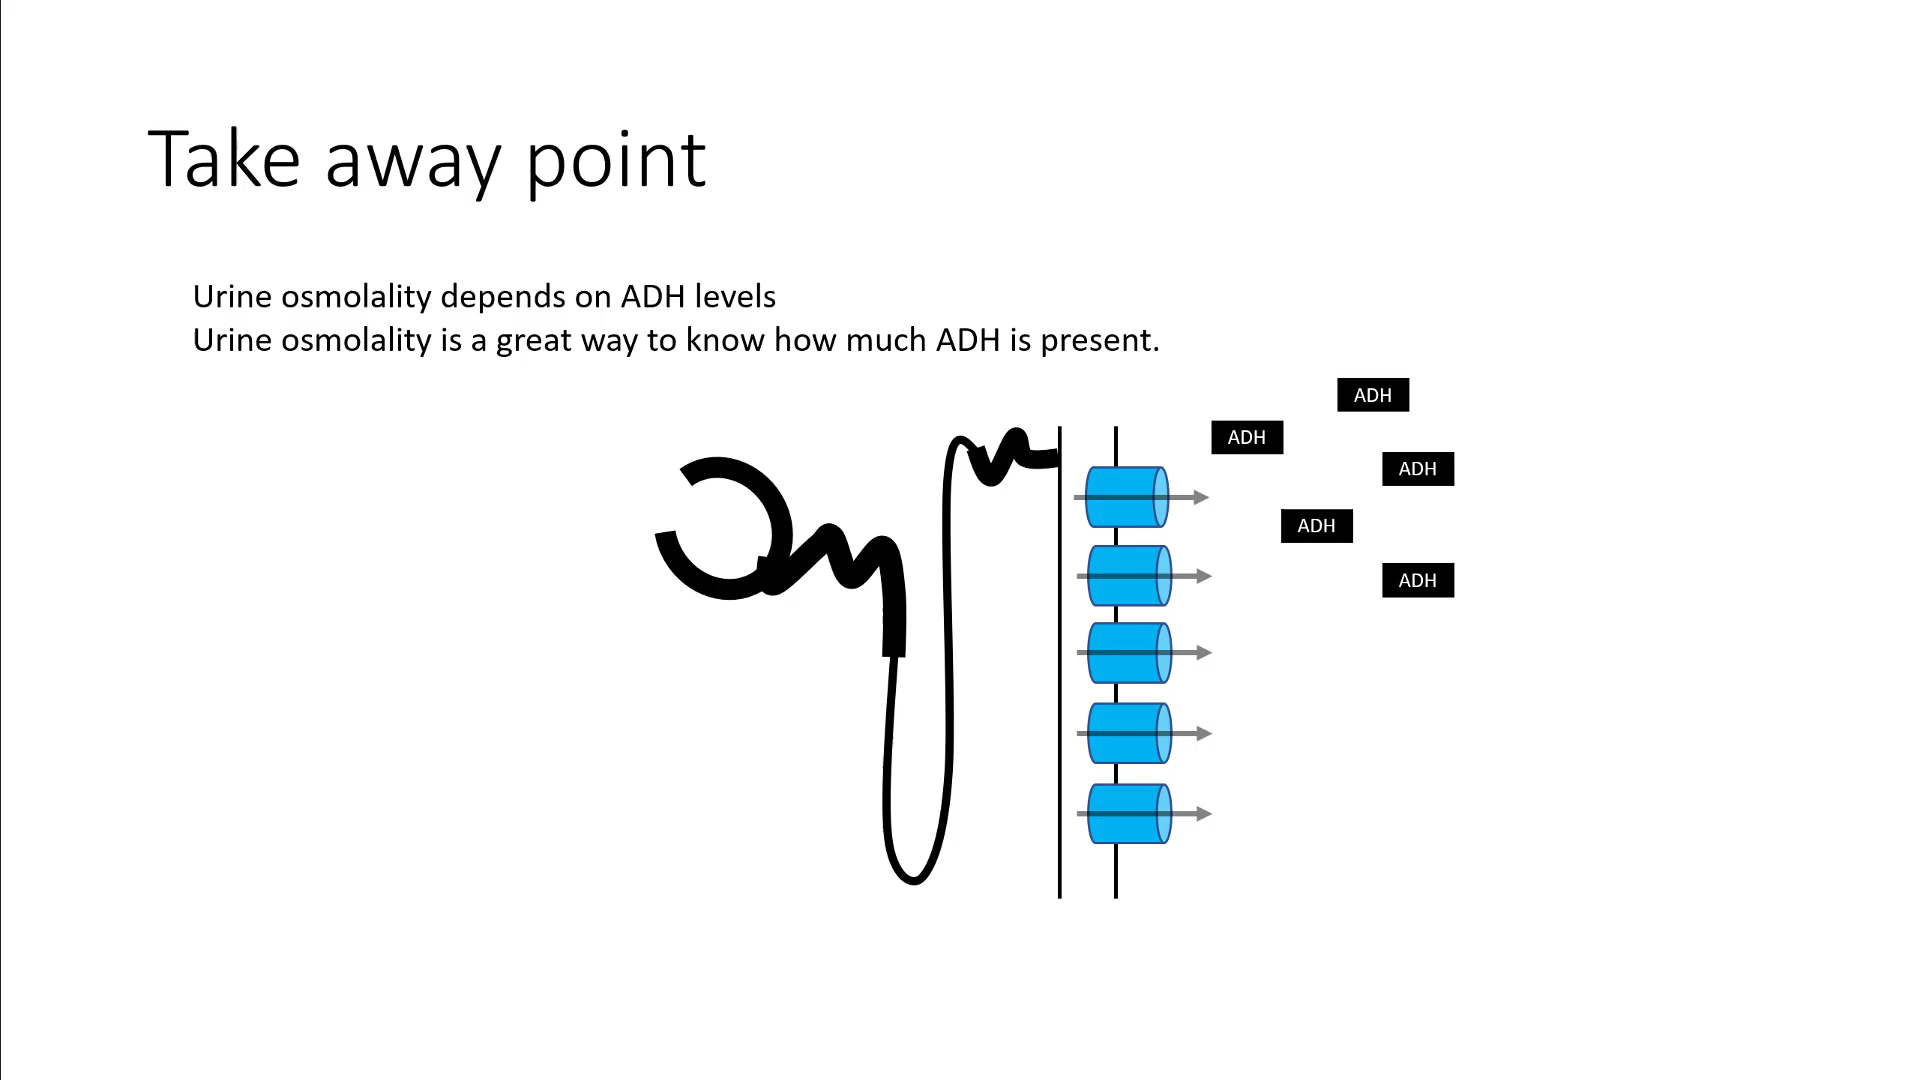 Take away point
Urine osmolality depends on ADH levels
Urine osmolality is a great way to know how much ADH is present.
ADH
ADH
ADH
ADH
ADH